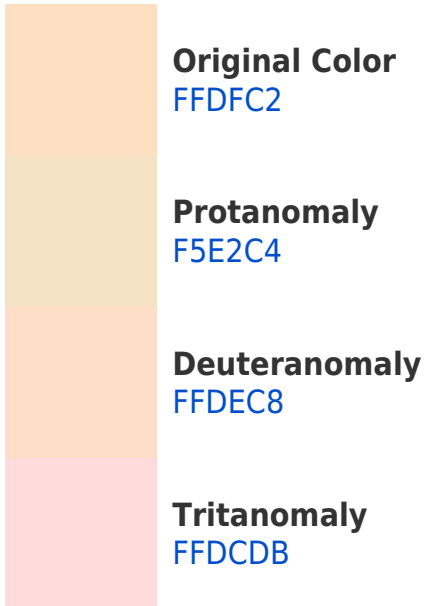 Original Color
FFDFC2
Protanomaly
F5E2C4
Deuteranomaly
FFDEC8
Tritanomaly
FFDCDB